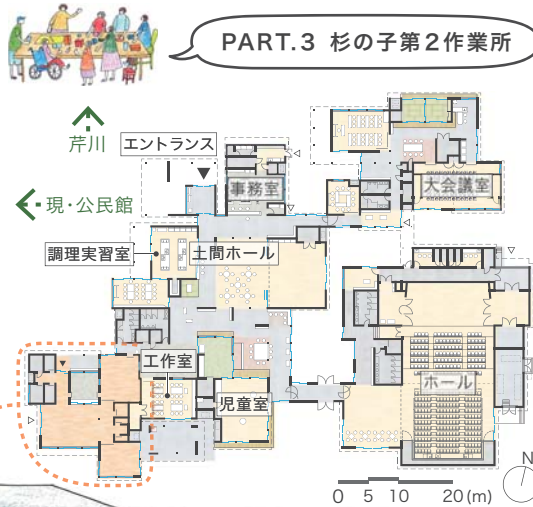 PART.3 杉の子第2作業所
芹川
エントランス
現・公民館
事務室
大会議室
調理実習室
土間ホール
工作室
児童室
ホール
N
0 5 10 20(m)